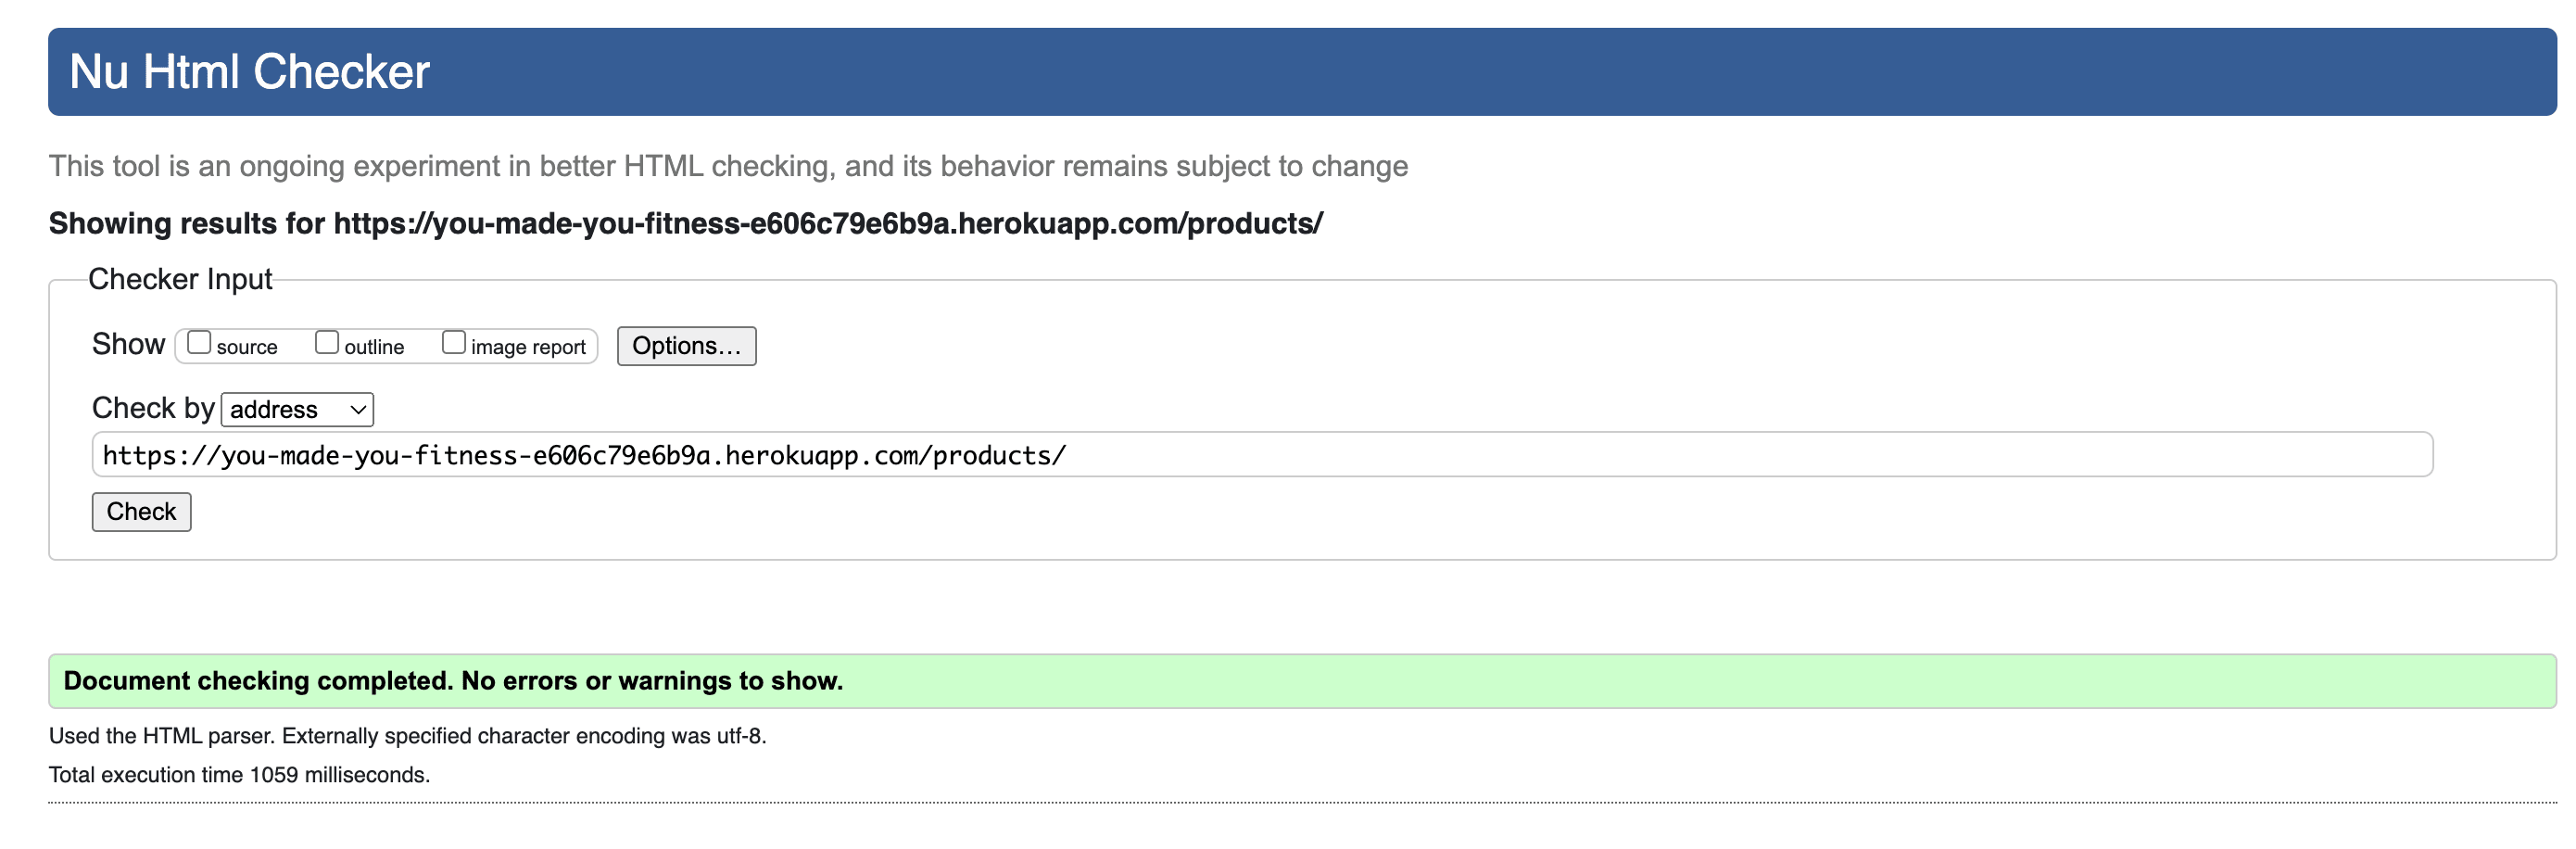 Nu Html Checker
This tool is an ongoing experiment in better HTML checking, and its behavior remains subject to change
Showing results for https://you-made-you-fitness-e606c79e6b9a.herokuapp.com/products/
Checker Input
Show source outline image report Options...
Check by address
https://you-made-you-fitness-e606c79e6b9a.herokuapp.com/products/
Check
Document checking completed. No errors or warnings to show.
Used the HTML parser. Externally specified character encoding was utf-8.
Total execution time 1059 milliseconds.